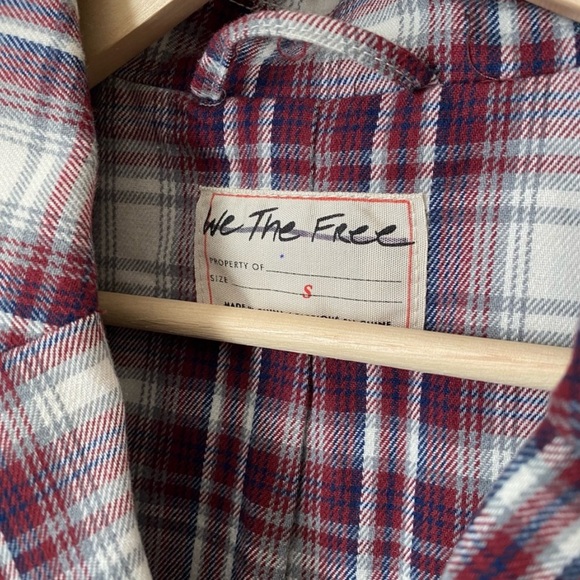 We The Free
PROPERTY OF
SIZE S